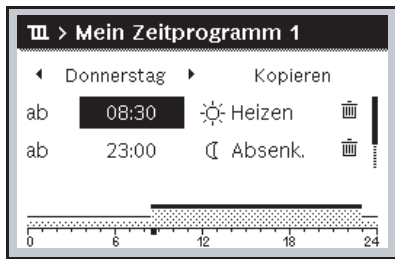 > Mein Zeitprogramm 1
Donnerstag Kopieren
ab 08:30 Heizen
ab 23:00 Absenk.
0 6 12 18 24